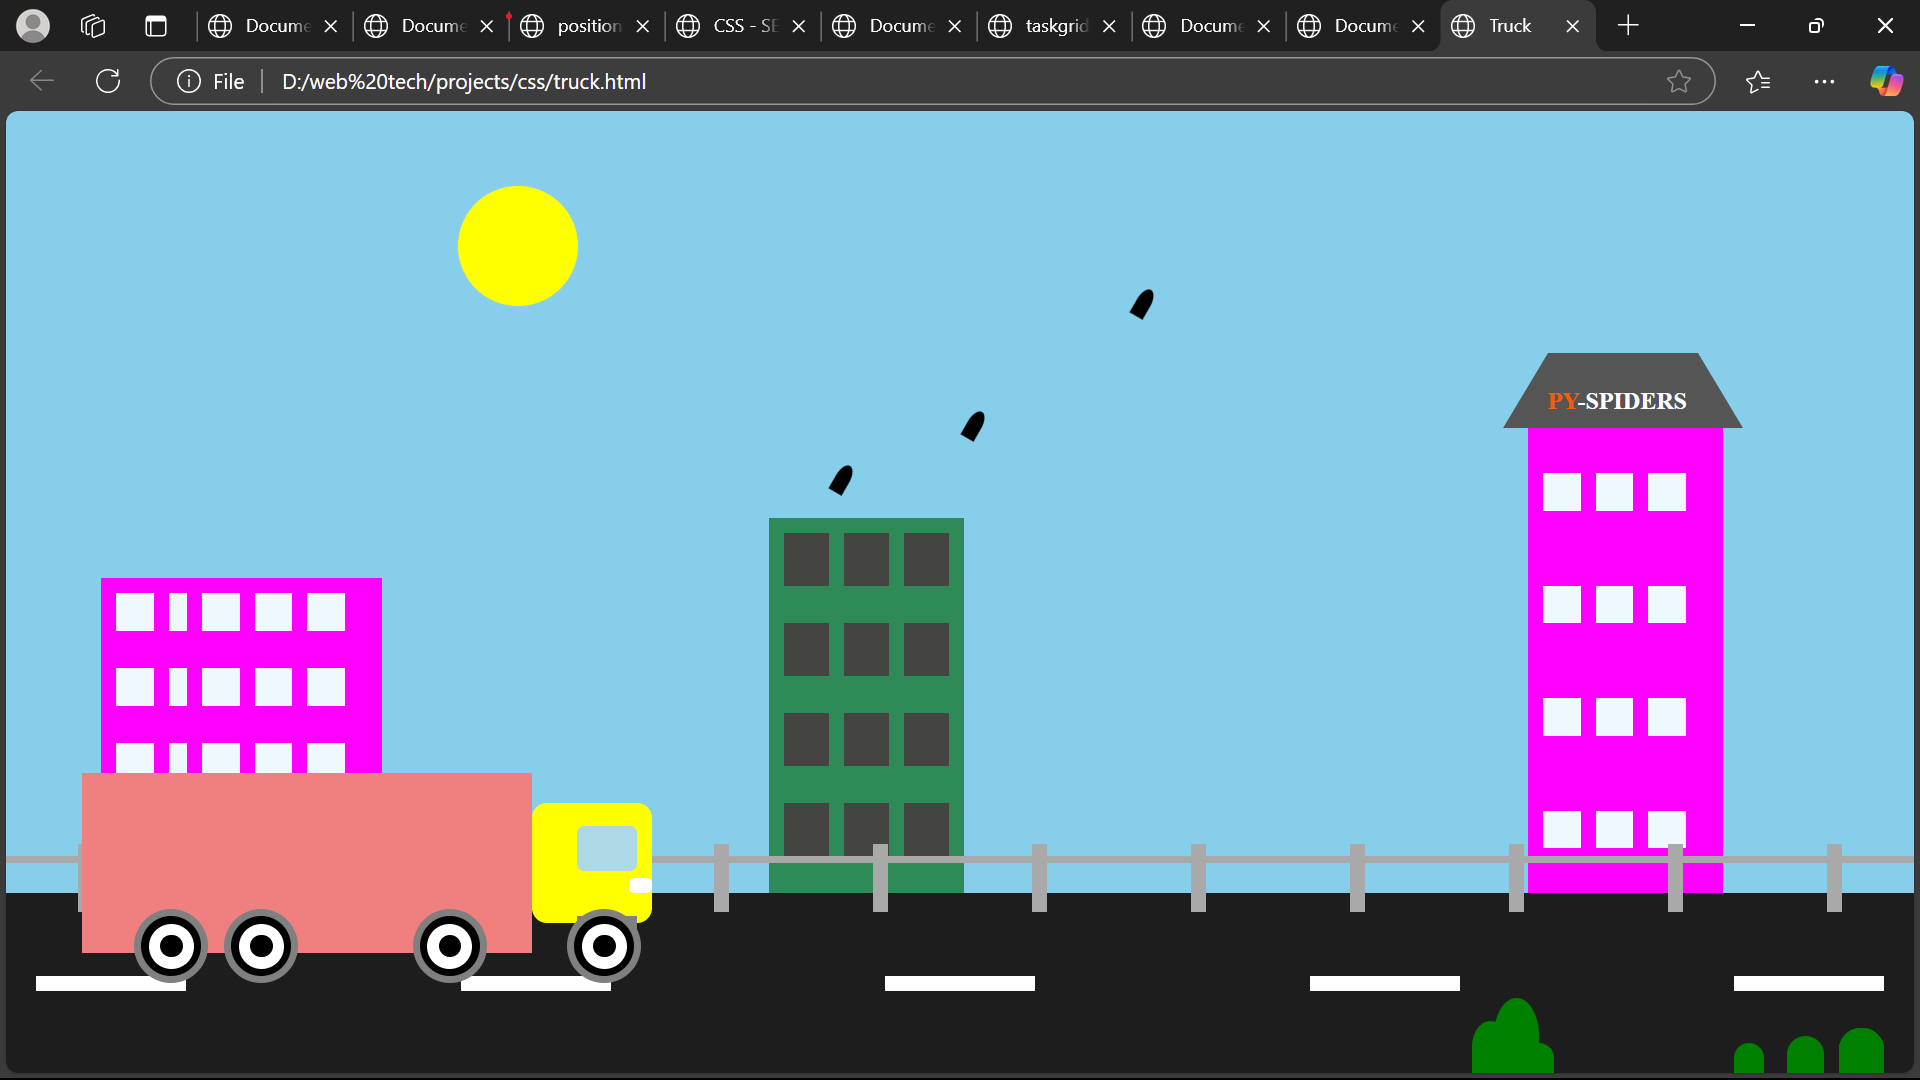 Docume
Docume
position
CSS - SE
Docume
taskgrid
Docume
Docume
Truck
File
D:/web%20tech/projects/css/truck.html
PY-SPIDERS